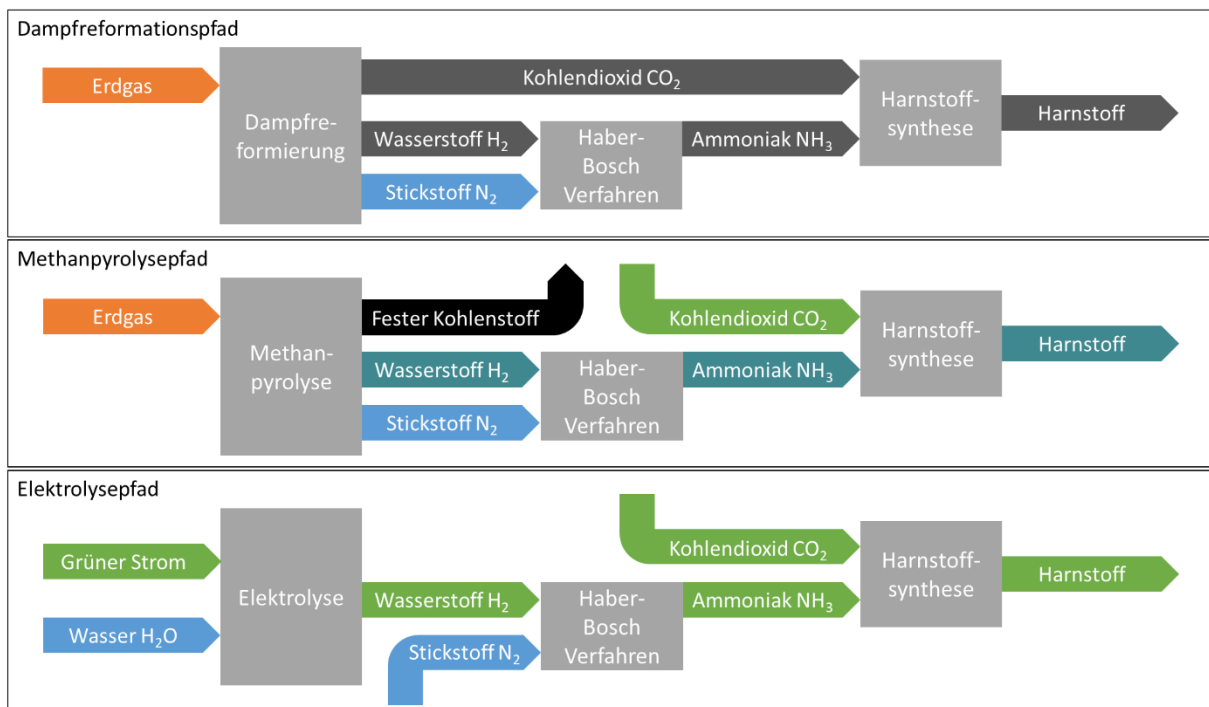 Dampfreformationspfad
Erdgas
Dampfre-
formierung
Kohlendioxid CO₂
Wasserstoff H₂
Stickstoff N₂
Haber-
Bosch
Verfahren
Ammoniak NH₃
Harnstoff-
synthese
Harnstoff
Methanpyrolysepfad
Erdgas
Methan-
pyrolyse
Fester Kohlenstoff
Wasserstoff H₂
Stickstoff N₂
Haber-
Bosch
Verfahren
Kohlendioxid CO₂
Ammoniak NH₃
Harnstoff-
synthese
Harnstoff
Elektrolysepfad
Grüner Strom
Wasser H₂O
Elektrolyse
Wasserstoff H₂
Stickstoff N₂
Haber-
Bosch
Verfahren
Kohlendioxid CO₂
Ammoniak NH₃
Harnstoff-
synthese
Harnstoff